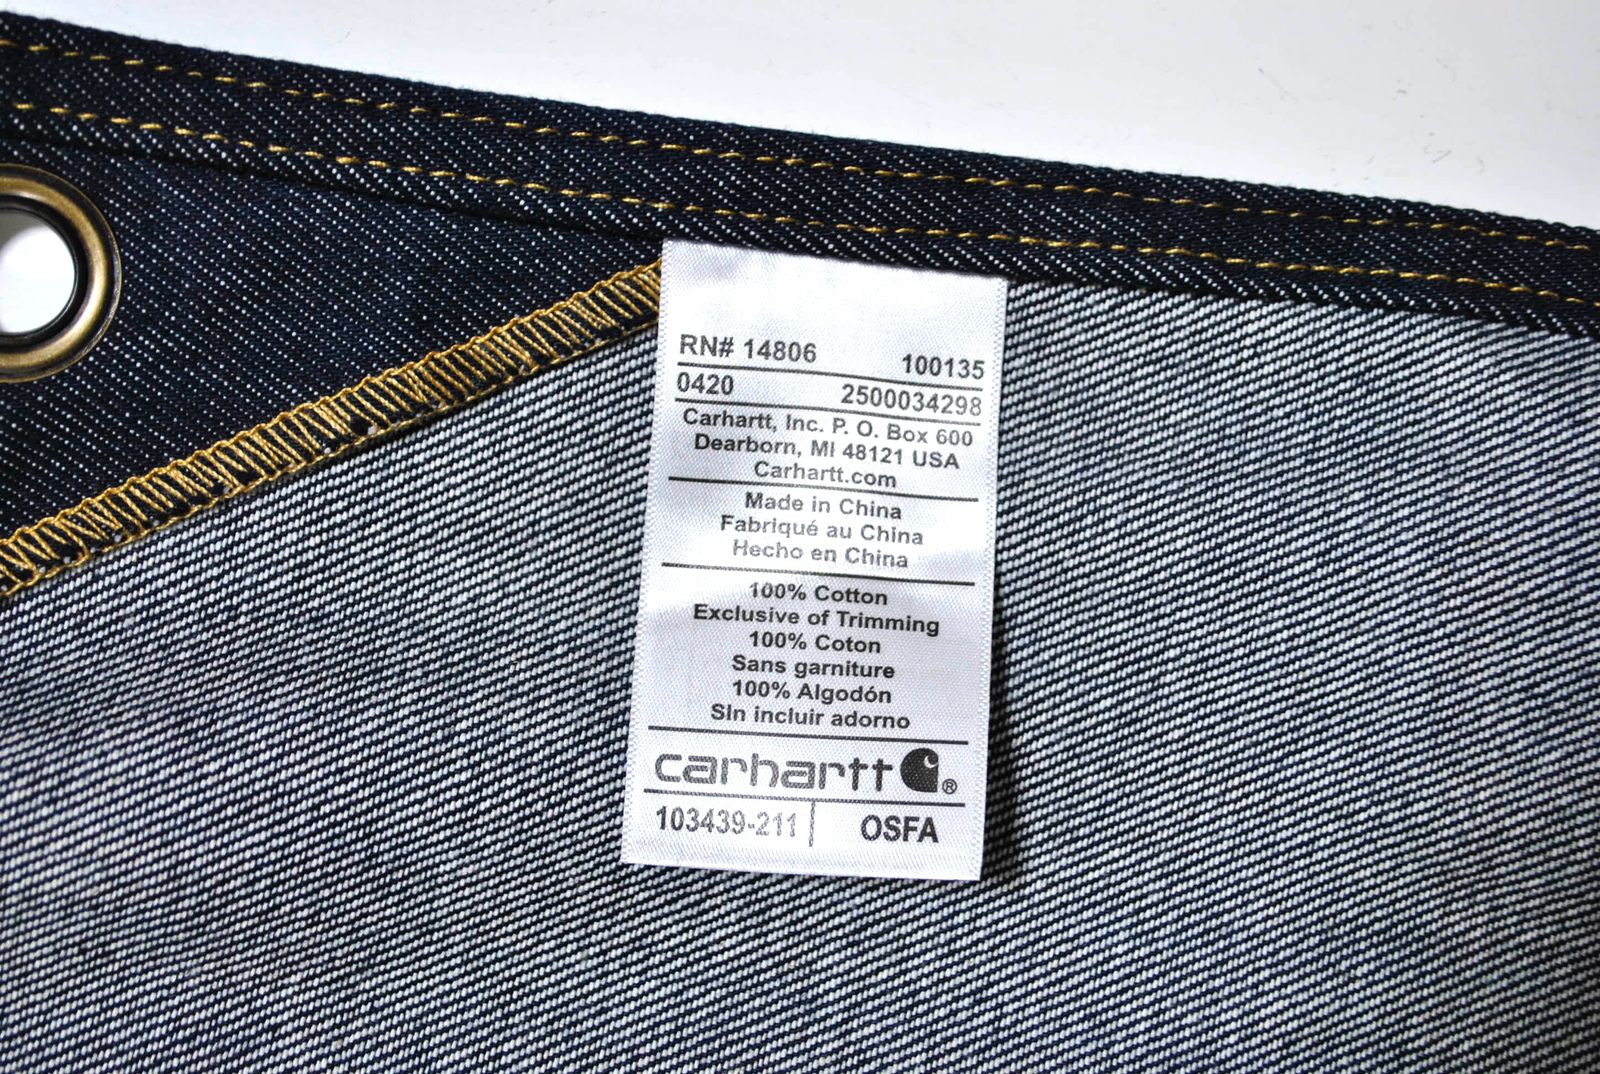 RN# 14806 100135
0420 2500034298
Carhartt, Inc. P. O. Box 600
Dearborn, MI 48121 USA
Carhartt.com
Made in China
Fabriqué au China
Hecho en China
100% Cotton
Exclusive of Trimming
100% Coton
Sans garniture
100% Algodón
SIn incluir adorno
carhartt ®
103439-211 OSFA